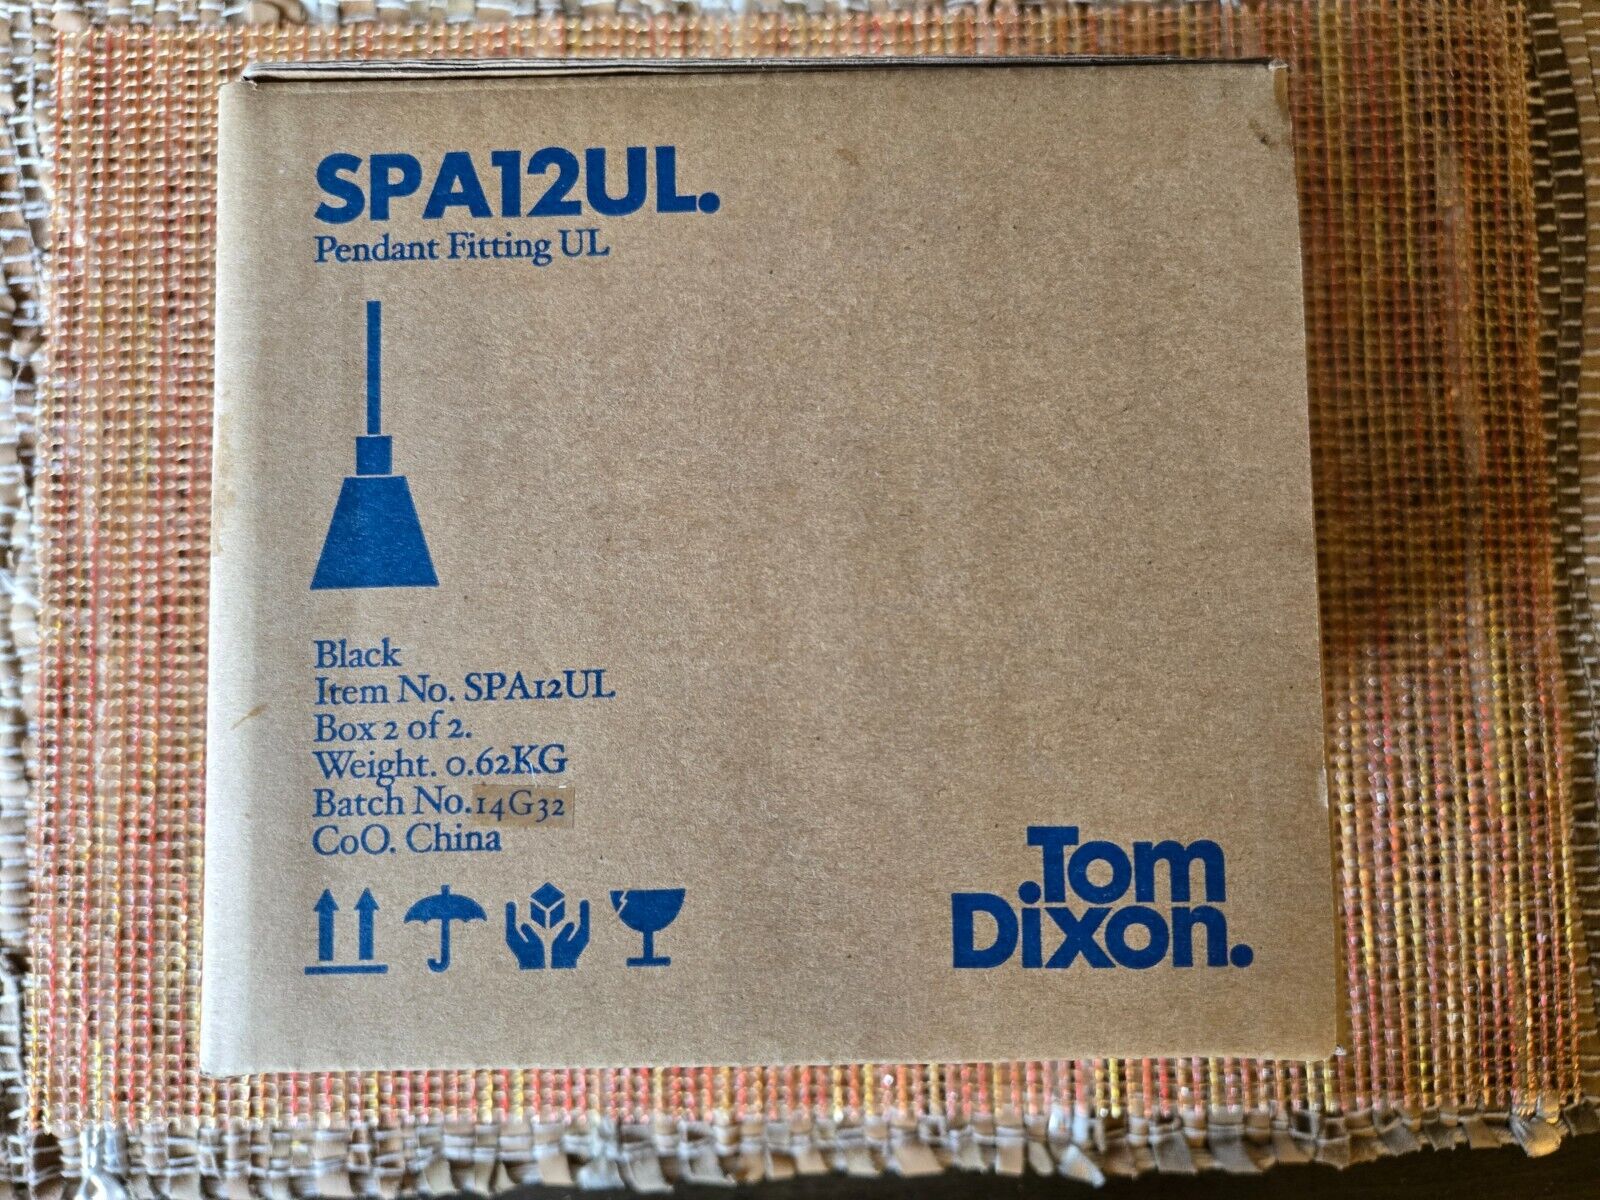 SPA12UL.
Pendant Fitting UL
Black
Item No. SPA12UL
Box 2 of 2.
Weight. 0.62KG
Batch No. 14G32
CoO. China
Tom
Dixon.